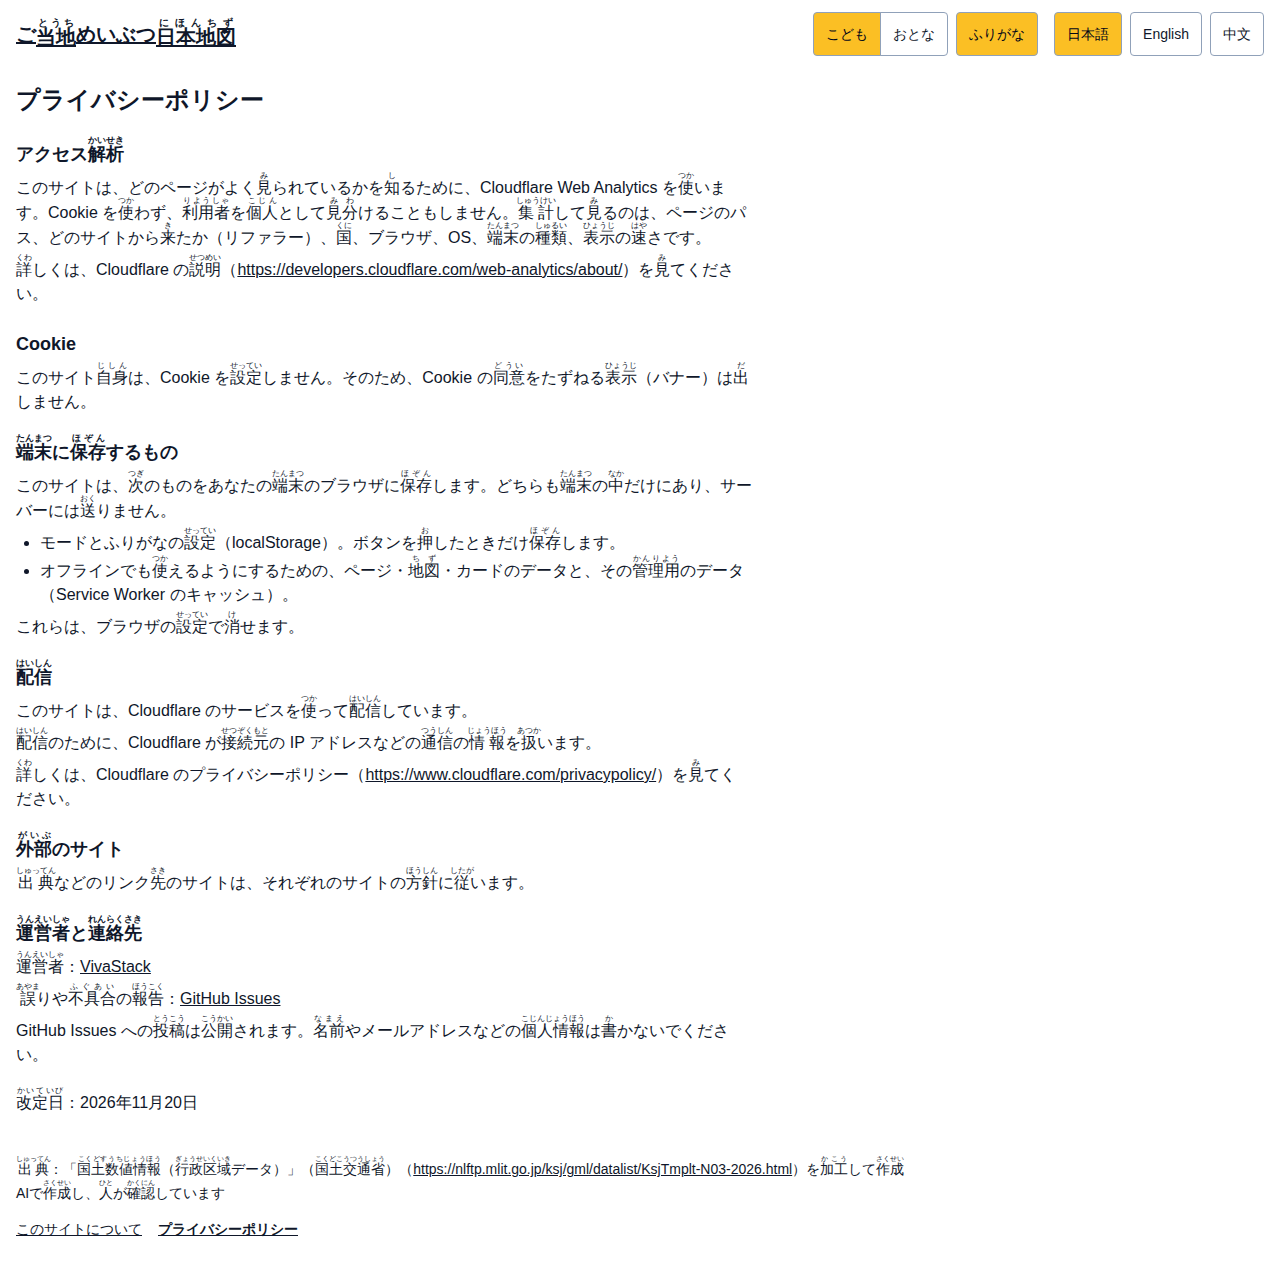 ご当地めいぶつ日本地図
こども おとな ふりがな 日本語 English 中文
プライバシーポリシー
アクセス解析
このサイトは、どのページがよく見られているかを知るために、Cloudflare Web Analytics を使いま
す。Cookie を使わず、利用者を個人として見分けることもしません。集計して見るのは、ページのパ
ス、どのサイトから来たか（リファラー）、国、ブラウザ、OS、端末の種類、表示の速さです。
詳しくは、Cloudflare の説明（https://developers.cloudflare.com/web-analytics/about/）を見てくださ
い。
Cookie
このサイト自身は、Cookie を設定しません。そのため、Cookie の同意をたずねる表示（バナー）は出
しません。
端末に保存するもの
このサイトは、次のものをあなたの端末のブラウザに保存します。どちらも端末の中だけにあり、サー
バーには送りません。
• モードとふりがなの設定（localStorage）。ボタンを押したときだけ保存します。
• オフラインでも使えるようにするための、ページ・地図・カードのデータと、その管理用のデータ
（Service Worker のキャッシュ）。
これらは、ブラウザの設定で消せます。
配信
このサイトは、Cloudflare のサービスを使って配信しています。
配信のために、Cloudflare が接続元の IP アドレスなどの通信の情報を扱います。
詳しくは、Cloudflare のプライバシーポリシー（https://www.cloudflare.com/privacypolicy/）を見てく
ださい。
外部のサイト
出典などのリンク先のサイトは、それぞれのサイトの方針に従います。
運営者と連絡先
運営者：VivaStack
誤りや不具合の報告：GitHub Issues
GitHub Issues への投稿は公開されます。名前やメールアドレスなどの個人情報は書かないでくださ
い。
改定日：2026年11月20日
出典：「国土数値情報（行政区域データ）」（国土交通省）（https://nlftp.mlit.go.jp/ksj/gml/datalist/KsjTmplt-N03-2026.html）を加工して作成
AIで作成し、人が確認しています
このサイトについて プライバシーポリシー